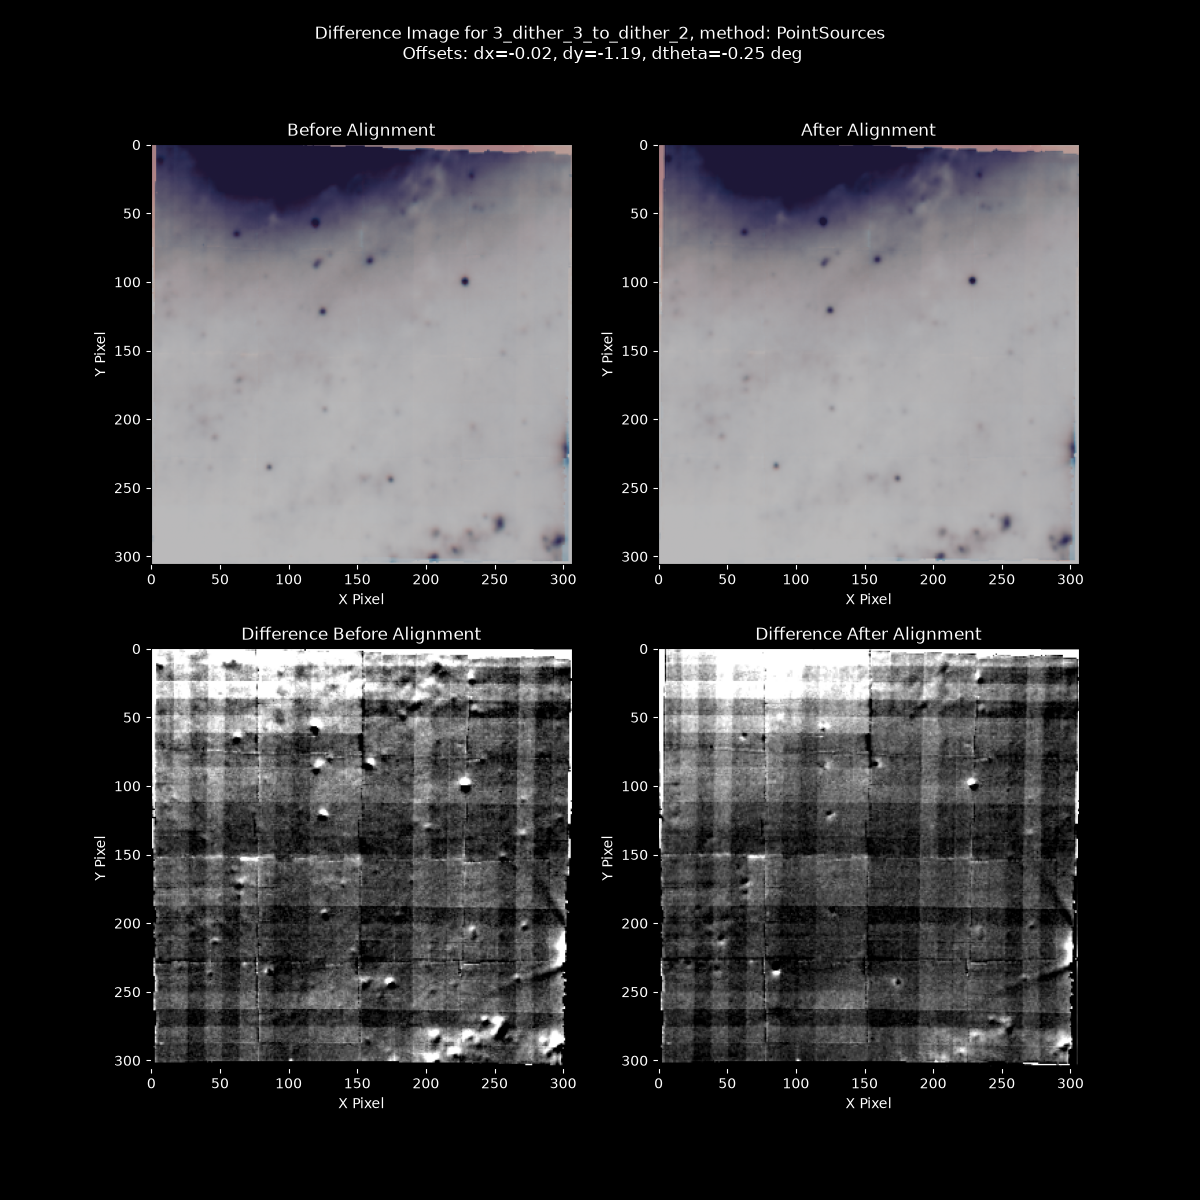 Difference Image for 3_dither_3_to_dither_2, method: PointSources
Offsets: dx=-0.02, dy=-1.19, dtheta=-0.25 deg
Before Alignment
0
50
100
150
200
250
300
Y Pixel
0 50 100 150 200 250 300
X Pixel
After Alignment
0
50
100
150
200
250
300
Y Pixel
0 50 100 150 200 250 300
X Pixel
Difference Before Alignment
0
50
100
150
200
250
300
Y Pixel
0 50 100 150 200 250 300
X Pixel
Difference After Alignment
0
50
100
150
200
250
300
Y Pixel
0 50 100 150 200 250 300
X Pixel